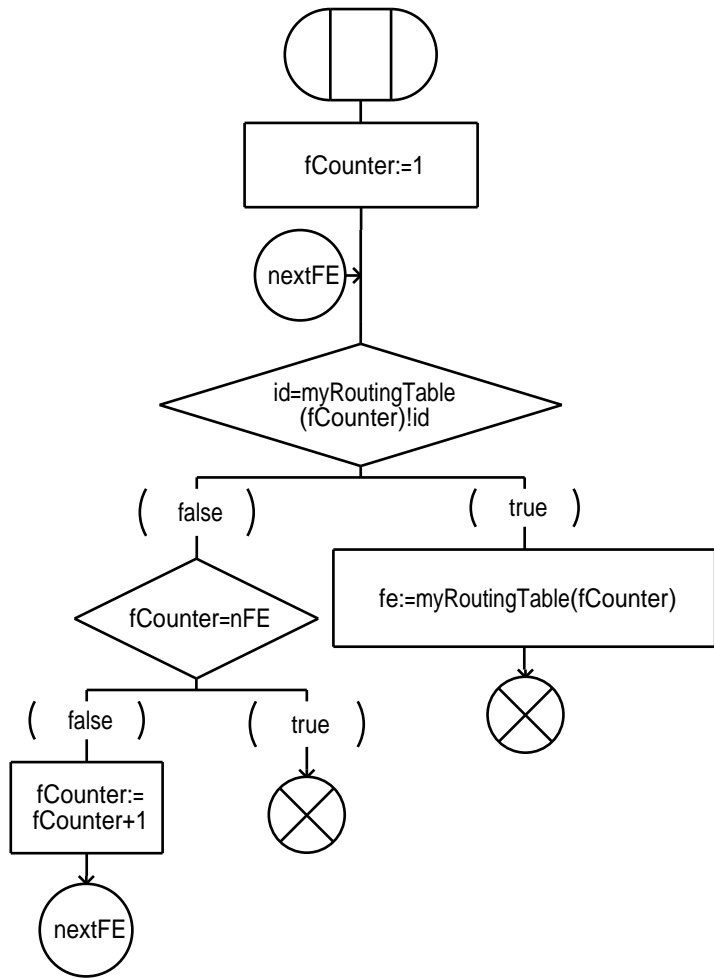 fCounter:=1
nextFE
id=myRoutingTable
(fCounter)!id
( false )
( true )
fCounter=nFE
fe:=myRoutingTable(fCounter)
( false )
( true )
fCounter:=
fCounter+1
nextFE